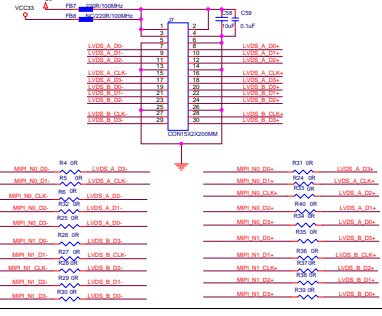 FB7 220R/100MHz
VCC33
FB8 NC/220R/100MHz
J7
C58 C59
10uF 0.1uF
1 2
3 4
5 6
LVDS_A_D0- 7 8 LVDS_A_D0+
LVDS_A_D1- 9 10 LVDS_A_D1+
LVDS_A_D2- 11 12 LVDS_A_D2+
13 14
LVDS_A_CLK- 15 16 LVDS_A_CLK+
LVDS_A_D3- 17 18 LVDS_A_D3+
LVDS_B_D0- 19 20 LVDS_B_D0+
LVDS_B_D1- 21 22 LVDS_B_D1+
LVDS_B_D2- 23 24 LVDS_B_D2+
25 26
LVDS_B_CLK- 27 28 LVDS_B_CLK+
LVDS_B_D3- 29 30 LVDS_B_D3+
CON15X2X200MM
MIPI_N0_D0- R4 0R LVDS_A_D3-
MIPI_N0_D1- R5 0R LVDS_A_CLK-
MIPI_N0_CLK- R6 0R LVDS_A_D2-
MIPI_N0_D2- R32 0R LVDS_A_D1-
MIPI_N0_D3- R25 0R LVDS_A_D0-
MIPI_N1_D0- R26 0R LVDS_B_D3-
MIPI_N1_D1- R27 0R LVDS_B_CLK-
MIPI_N1_CLK- R28 0R LVDS_B_D2-
MIPI_N1_D2- R29 0R LVDS_B_D1-
MIPI_N1_D3- R30 0R LVDS_B_D0-
MIPI_N0_D0+ R31 0R LVDS_A_D3+
MIPI_N0_D1+ R24 0R LVDS_A_CLK+
MIPI_N0_CLK+ R33 0R LVDS_A_D2+
MIPI_N0_D2+ R40 0R LVDS_A_D1+
MIPI_N0_D3+ R34 0R LVDS_A_D0+
MIPI_N1_D0+ R35 0R LVDS_B_D3+
MIPI_N1_D1+ R36 0R LVDS_B_CLK+
MIPI_N1_CLK+ R37 0R LVDS_B_D2+
MIPI_N1_D2+ R38 0R LVDS_B_D1+
MIPI_N1_D3+ R39 0R LVDS_B_D0+